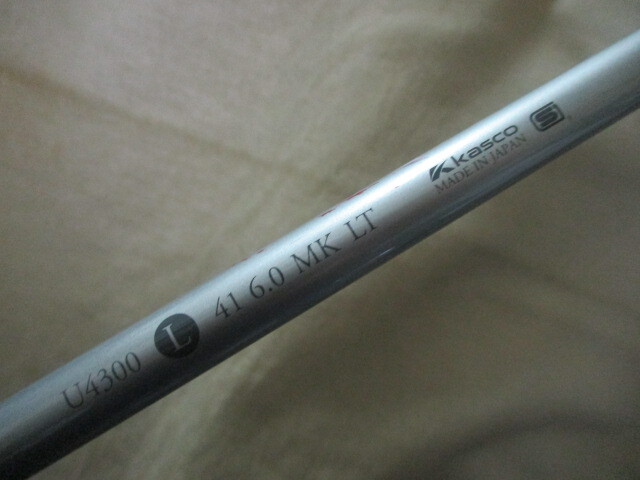 U4300 L 41 6.0 MK LT
Kasco S
MADE IN JAPAN